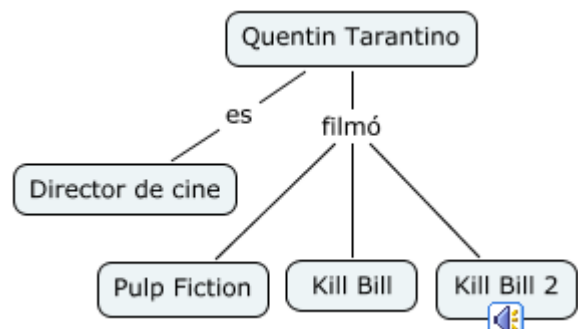 Quentin Tarantino
es
filmó
Director de cine
Pulp Fiction
Kill Bill
Kill Bill 2